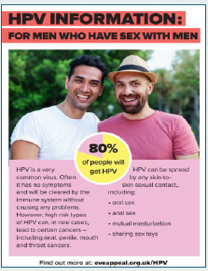 HPV INFORMATION:
FOR MEN WHO HAVE SEX WITH MEN
80%
of people will
get HPV
HPV is a very
common virus. Often
it has no symptoms
and will be cleared by the
immune system without
causing any problems.
However, high risk types
of HPV can, in rare cases,
lead to certain cancers –
including anal, penile, mouth
and throat cancers.
HPV can be spread
by any skin-to-
skin sexual contact,
including:
• oral sex
• anal sex
• mutual masturbation
• sharing sex toys
Find out more at: eveappeal.org.uk/HPV